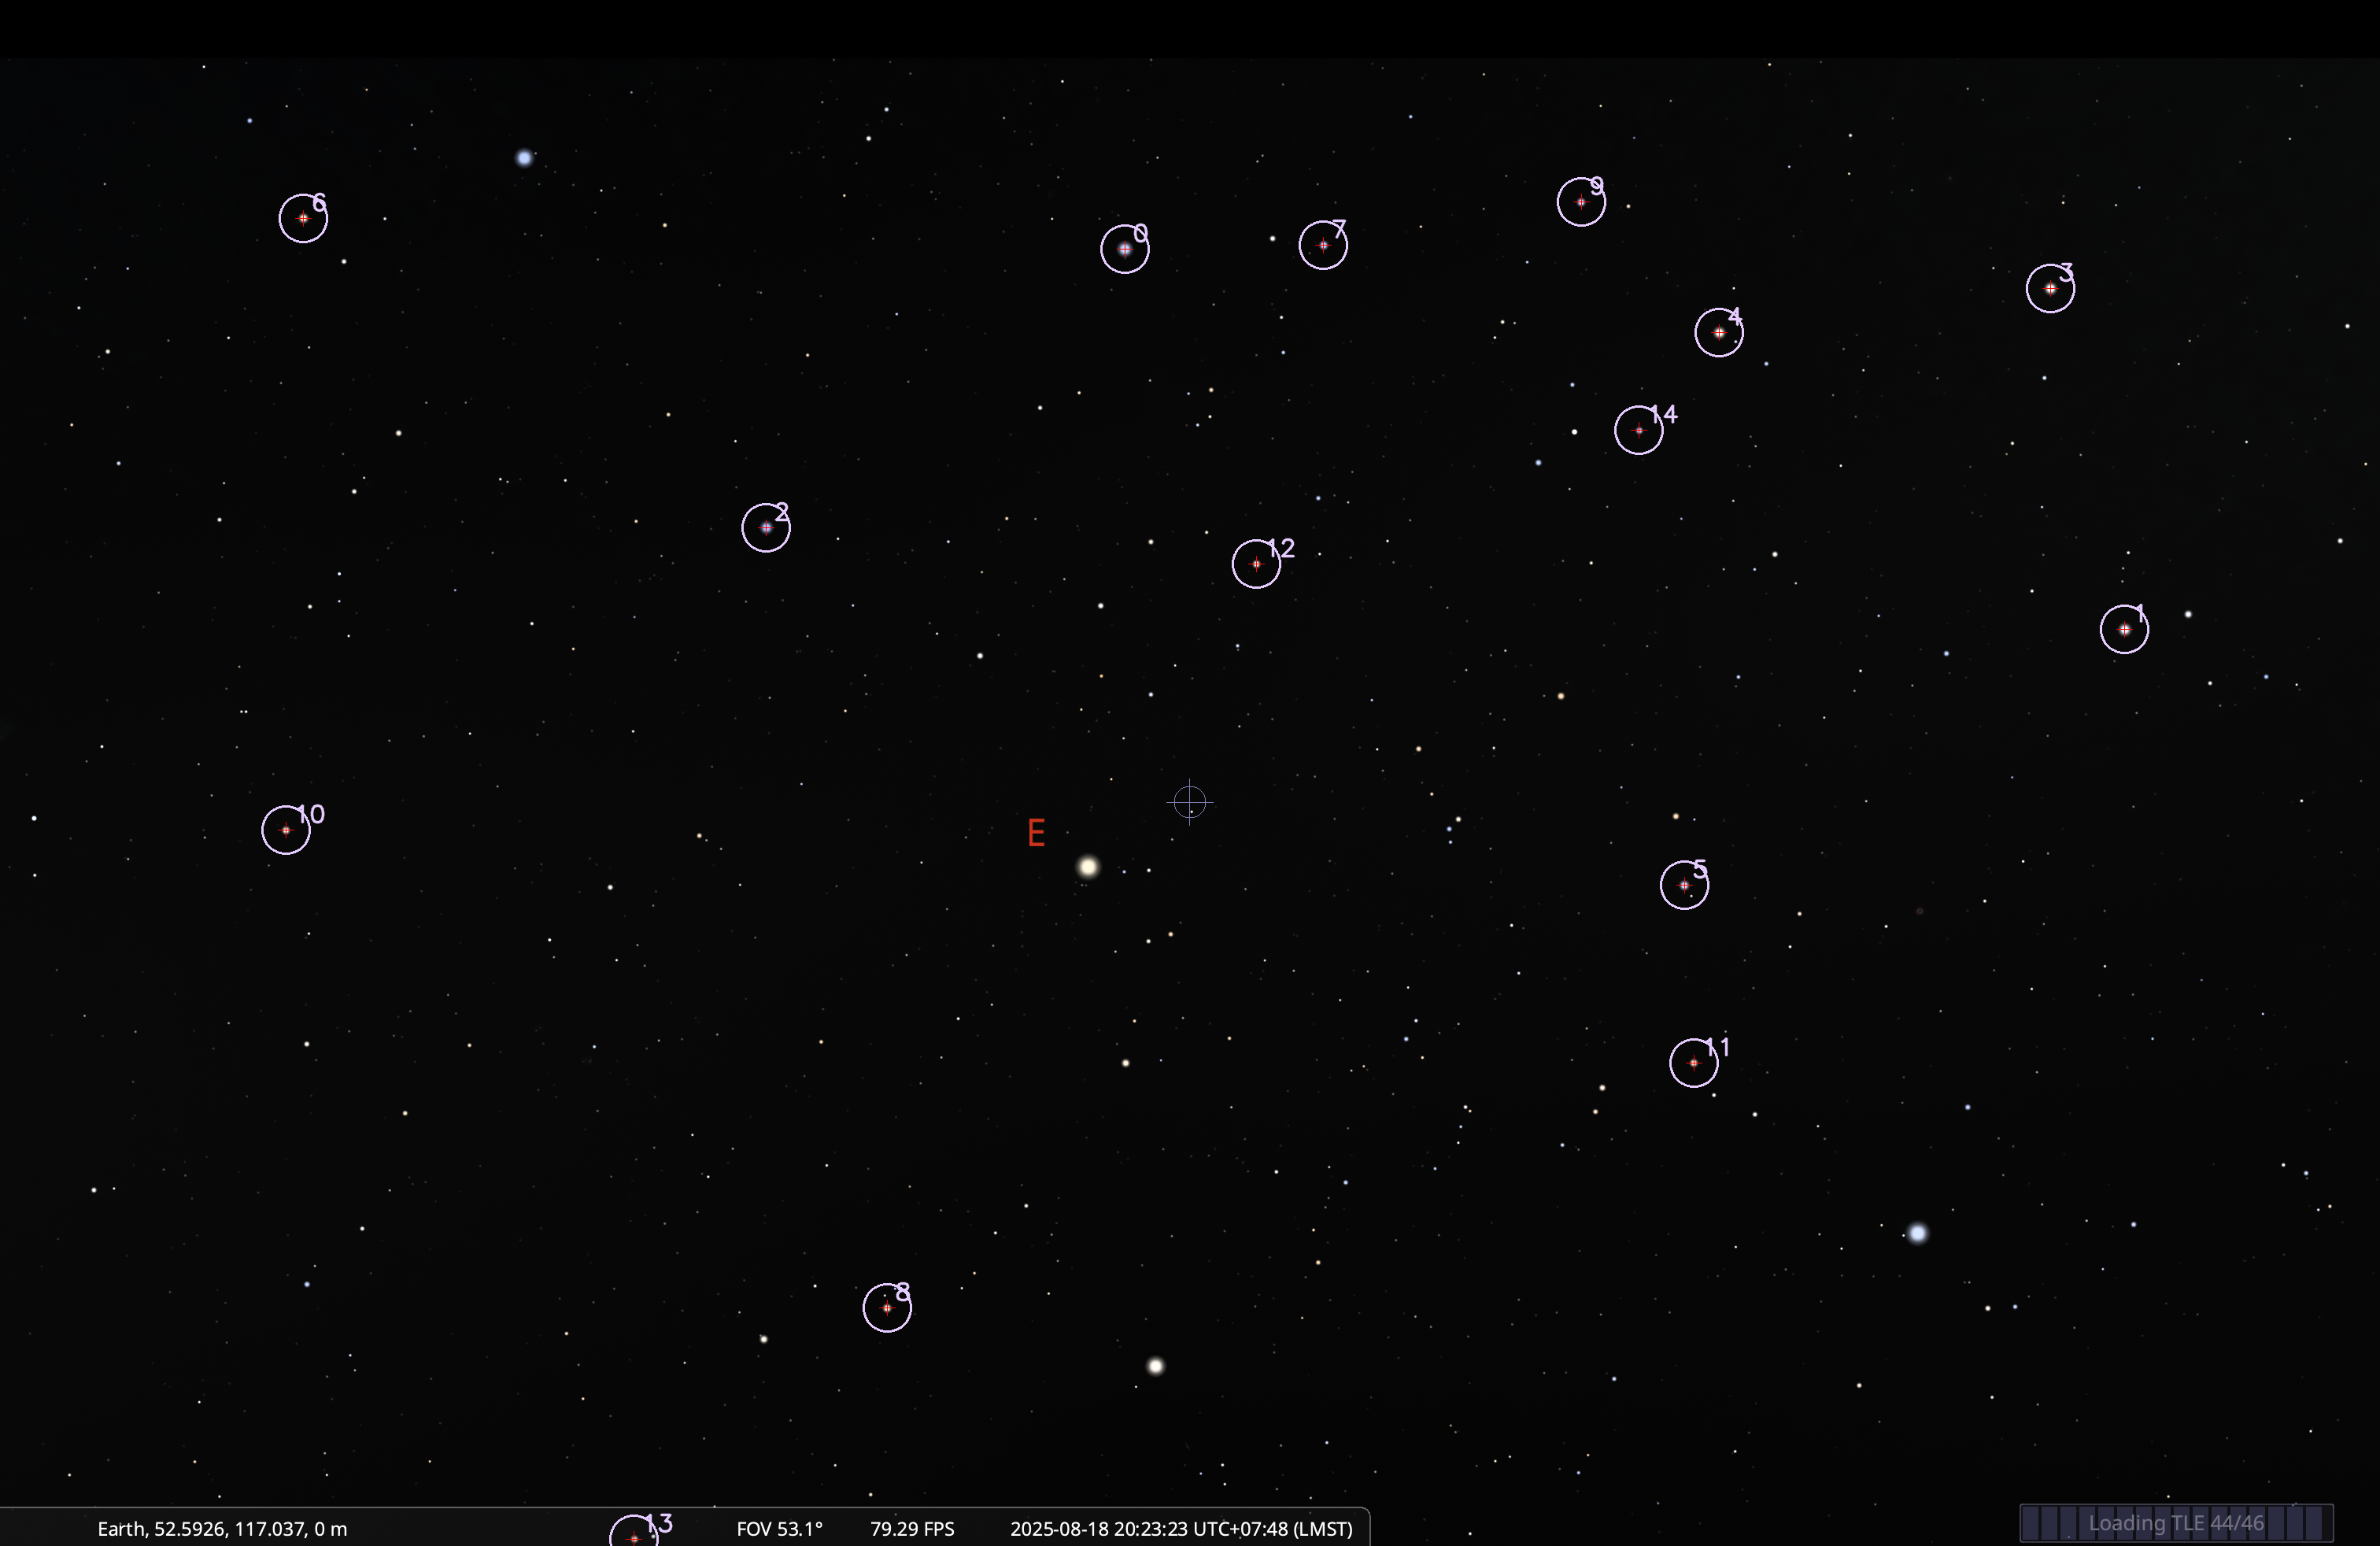 6
0
7
9
3
4
14
2
12
1
10
E
5
11
8
13
Earth, 52.5926, 117.037, 0 m
FOV 53.1°
79.29 FPS
2025-08-18 20:23:23 UTC+07:48 (LMST)
Loading TLE 44/46